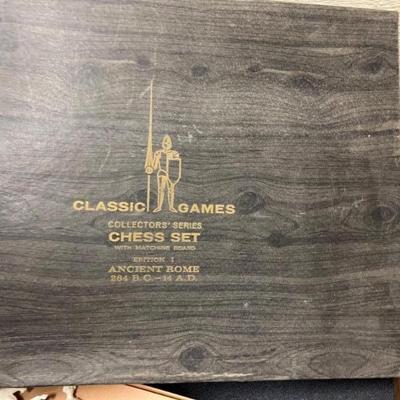 CLASSIC GAMES
COLLECTORS' SERIES
CHESS SET
WITH MATCHING BOARD
EDITION I
ANCIENT ROME
264 B.C.–14 A.D.